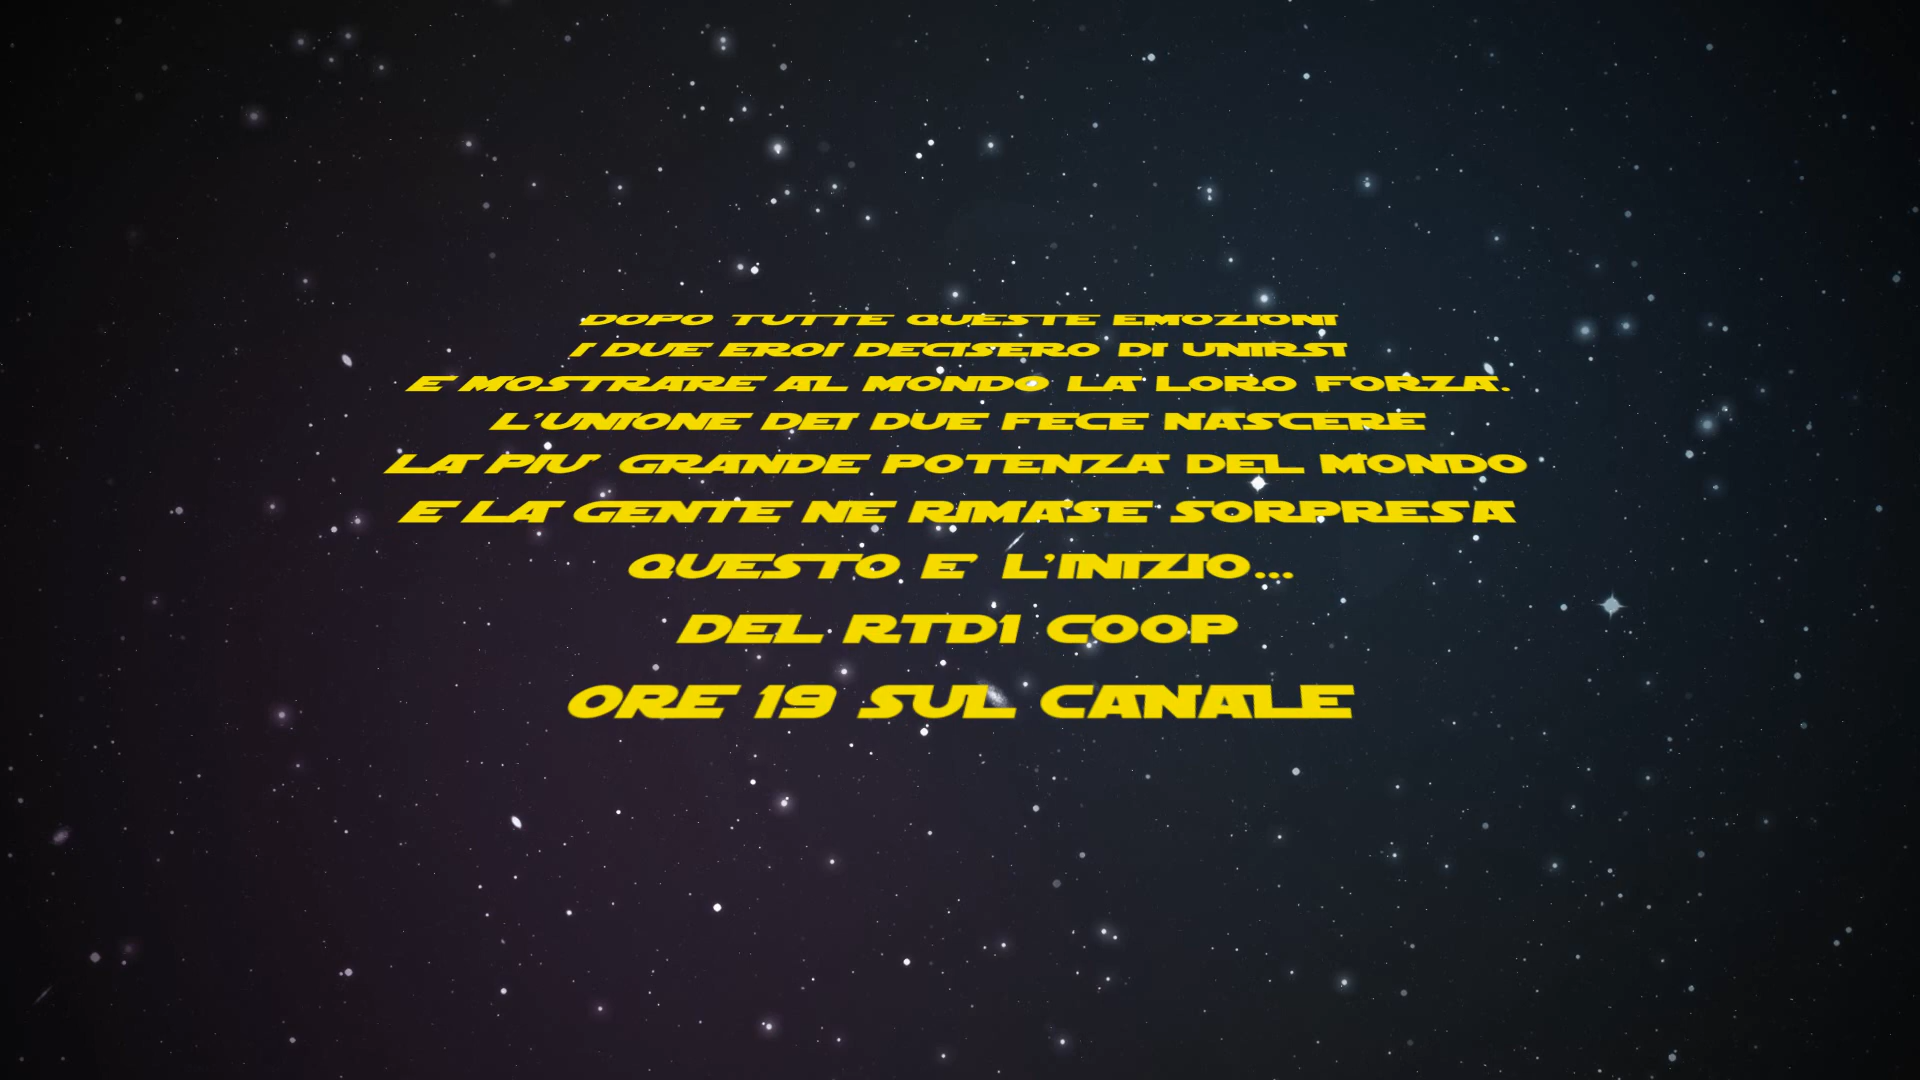 DOPO TUTTE QUESTE EMOZIONI
I DUE EROI DECISERO DI UNIRSI
E MOSTRARE AL MONDO LA LORO FORZA.
L'UNIONE DEI DUE FECE NASCERE
LA PIU' GRANDE POTENZA DEL MONDO
E LA GENTE NE RIMASE SORPRESA
QUESTO E' L'INIZIO...
DEL RTD1 COOP
ORE 19 SUL CANALE